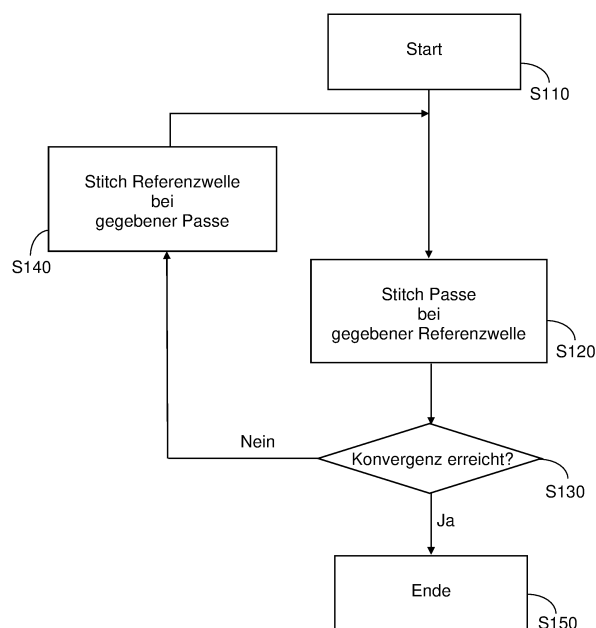 Start
S110
Stitch Referenzwelle
bei
gegebener Passe
S140
Stitch Passe
bei
gegebener Referenzwelle
S120
Konvergenz erreicht?
Nein
S130
Ja
Ende
S150